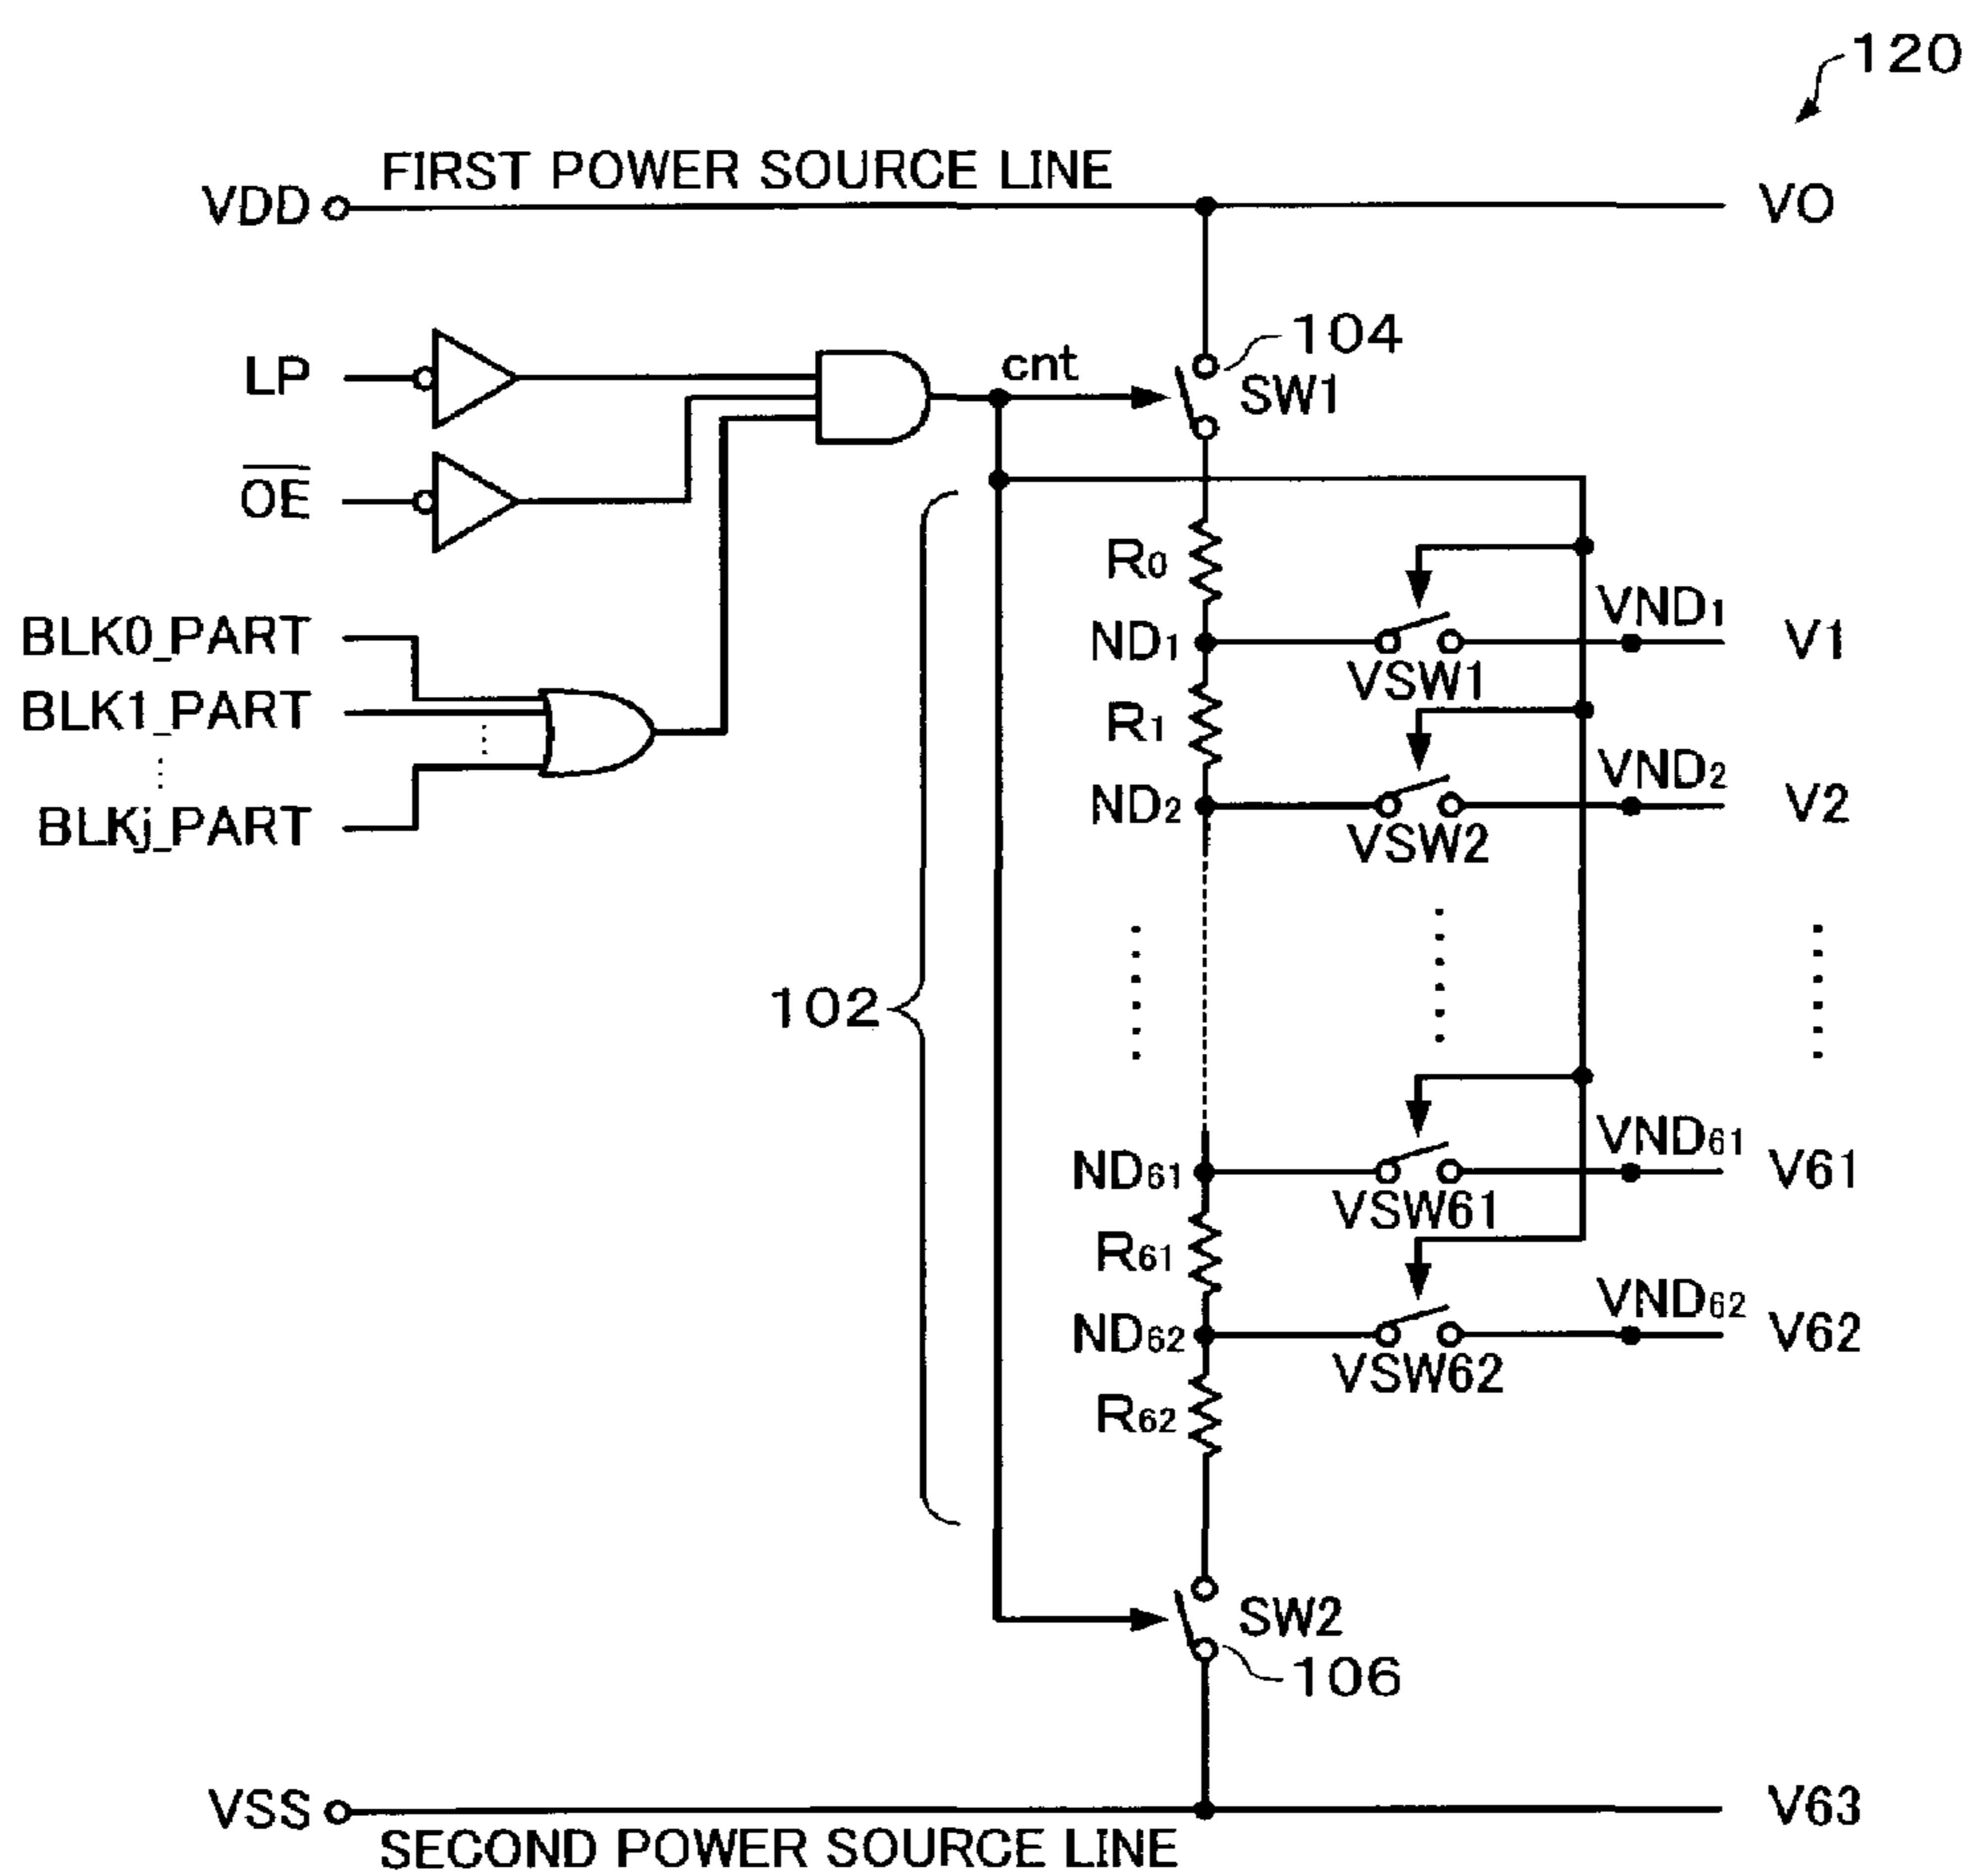 120
FIRST POWER SOURCE LINE
VDD
VO
LP
cnt
104
SW1
OE
R0
BLK0_PART
ND1
VSW1
VND1
V1
BLK1_PART
R1
BLKj_PART
ND2
VSW2
VND2
V2
102
ND61
VSW61
VND61
V61
R61
ND62
VSW62
VND62
V62
R62
SW2
106
VSS
V63
SECOND POWER SOURCE LINE